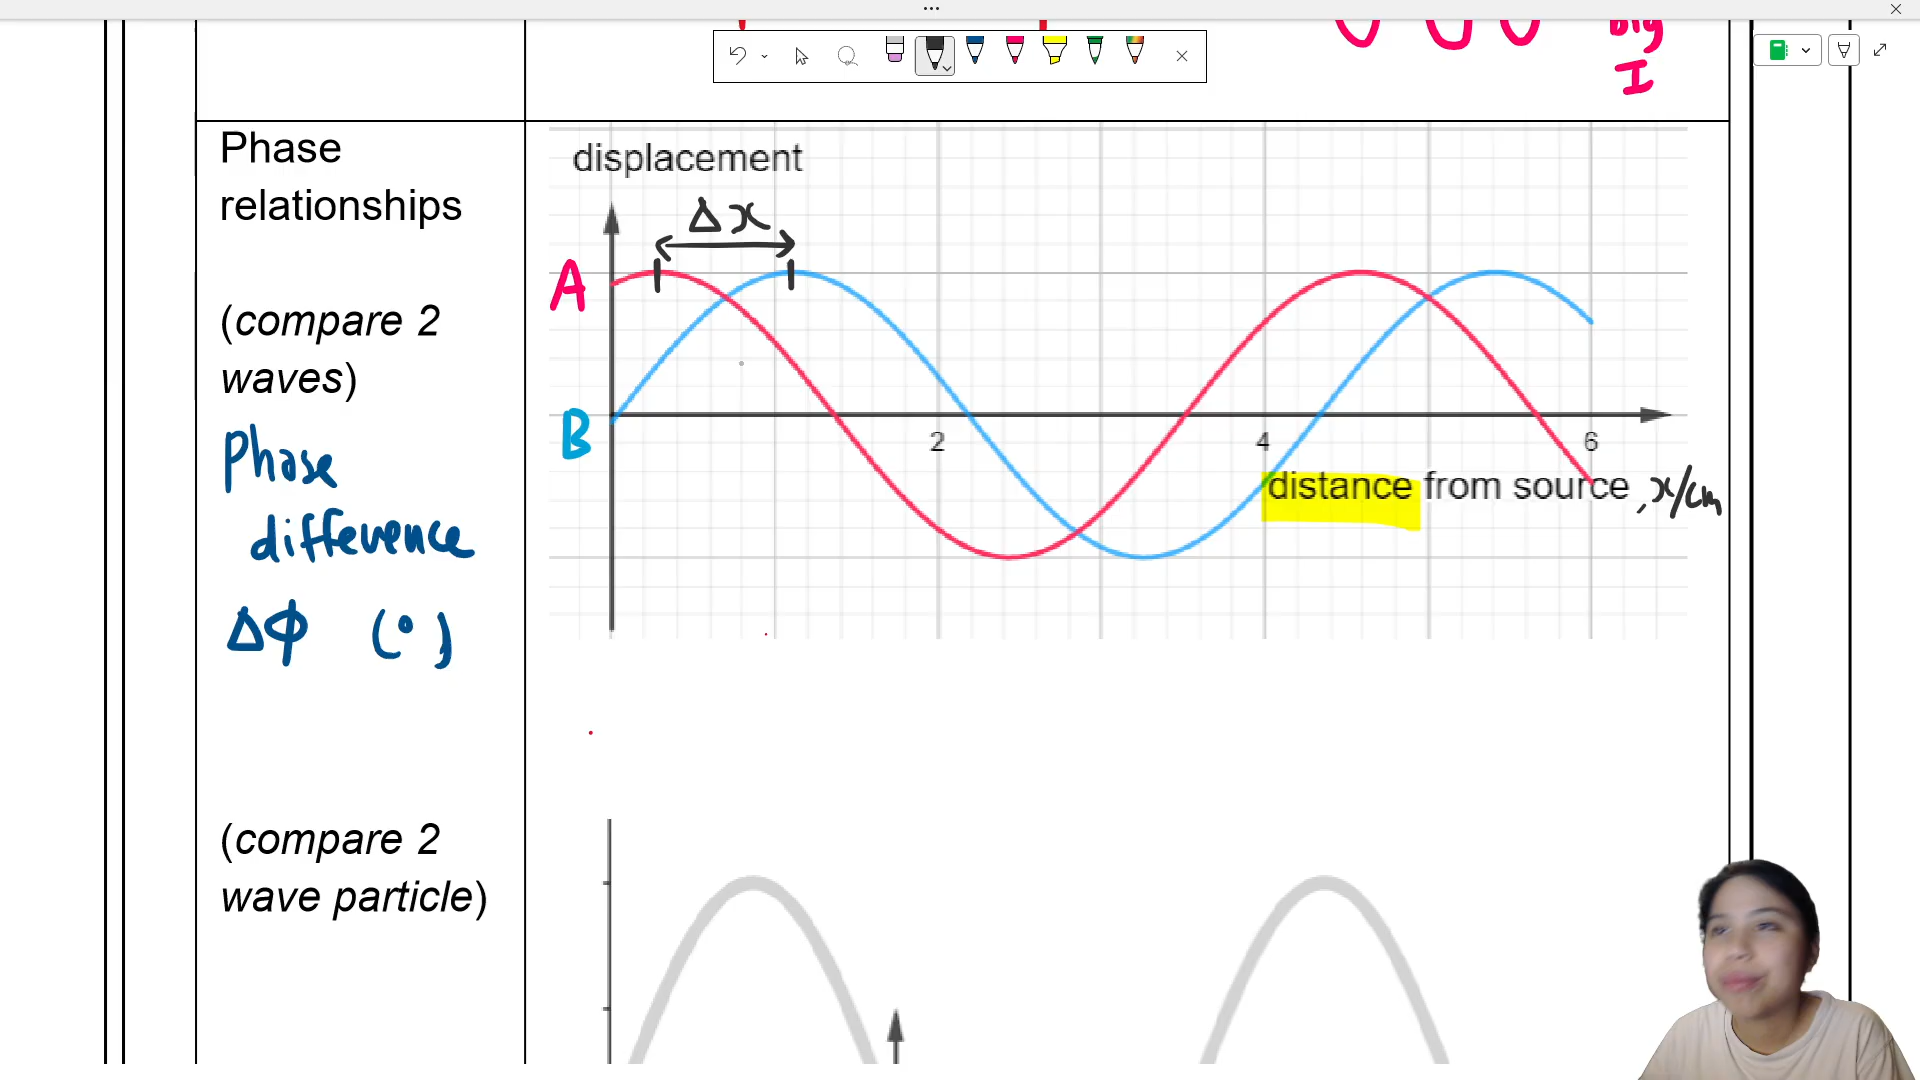 big
I
Phase
relationships
(compare 2
waves)
Phase
difference
Δϕ (°)
displacement
Δx
A
B
2
4
6
distance from source , x/cm
(compare 2
wave particle)